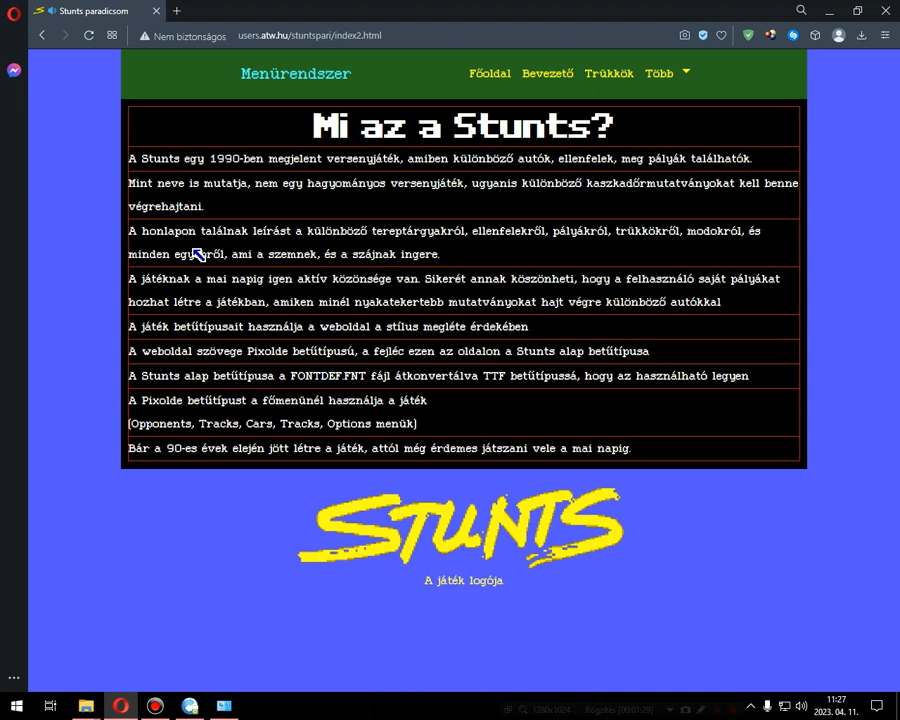 Stunts paradicsom
Nem biztonságos
users.atw.hu/stuntspari/index2.html
Menürendszer
Főoldal Bevezető Trükkök Több
Mi az a Stunts?
A Stunts egy 1990-ben megjelent versenyjáték, amiben különböző autók, ellenfelek, meg pályák találhatók.
Mint neve is mutatja, nem egy hagyományos versenyjáték, ugyanis különböző kaszkadőrmutatványokat kell benne
végrehajtani.
A honlapon találnak leírást a különböző tereptárgyakról, ellenfelekről, pályákról, trükkökről, modokról, és
minden ami a szemnek, és a szájnak ingere.
A játéknak a mai napig igen aktív közönsége van. Sikerét annak köszönheti, hogy a felhasználó saját pályákat
hozhat létre a játékban, amiken minél nyakatekertebb mutatványokat hajt végre különböző autókkal
A játék betűtípusait használja a weboldal a stílus megléte érdekében
A weboldal szövege Pixolde betűtípusú, a fejléc ezen az oldalon a Stunts alap betűtípusa
A Stunts alap betűtípusa a FONTDEF.FNT fájl átkonvertálva TTF betűtípussá, hogy az használható legyen
A Pixolde betűtípust a főmenünél használja a játék
(Opponents, Tracks, Cars, Tracks, Options menük)
Bár a 90-es évek elején jött létre a játék, attól még érdemes játszani vele a mai napig.
STUNTS
A játék logója
1280x1024 Rögzítés [00:01:29]
11:27
2023. 04. 11.